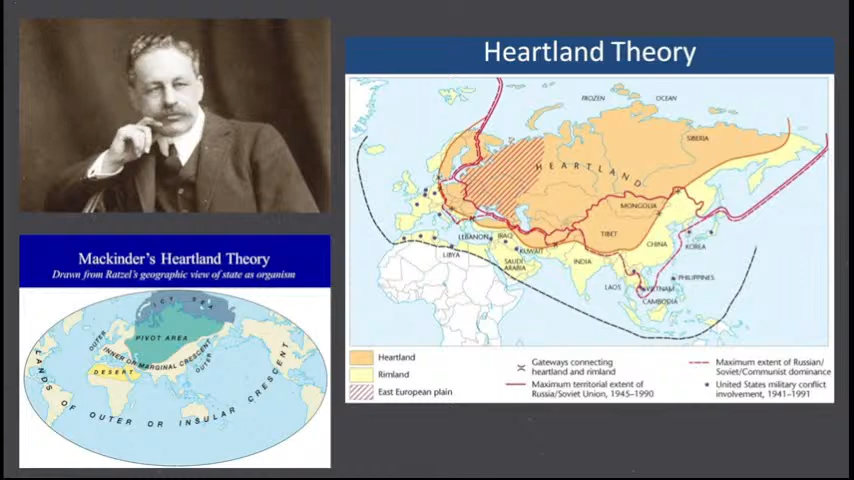 Heartland Theory
FROZEN OCEAN
SIBERIA
HEARTLAND
MONGOLIA
TIBET
CHINA
KOREA
LEBANON
IRAQ
KUWAIT
LIBYA
SAUDI
ARABIA
INDIA
PHILIPPINES
LAOS
VIETNAM
CAMBODIA
Heartland
Rimland
East European plain
Gateways connecting
heartland and rimland
Maximum territorial extent of
Russia/Soviet Union, 1945–1990
Maximum extent of Russian/
Soviet/Communist dominance
United States military conflict
involvement, 1941–1991
Mackinder's Heartland Theory
Drawn from Ratzel's geographic view of state as organism
ICY SEA
PIVOT AREA
OUTER
INNER OR MARGINAL CRESCENT
OUTER
DESERT
LANDS OF OUTER OR INSULAR CRESCENT